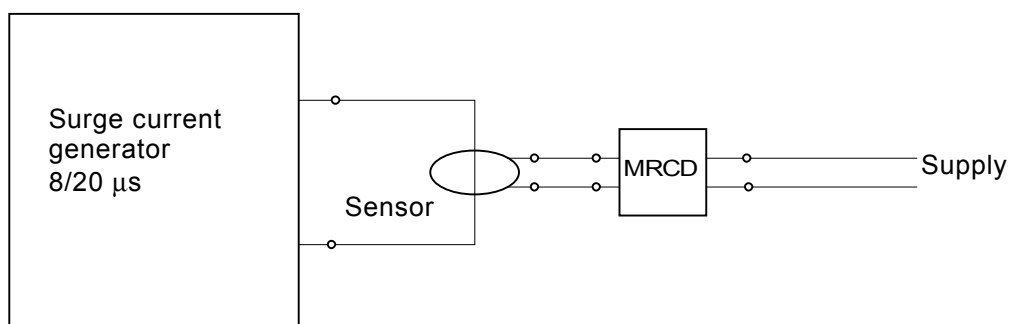 Surge current
generator
8/20 μs
Sensor
MRCD
Supply